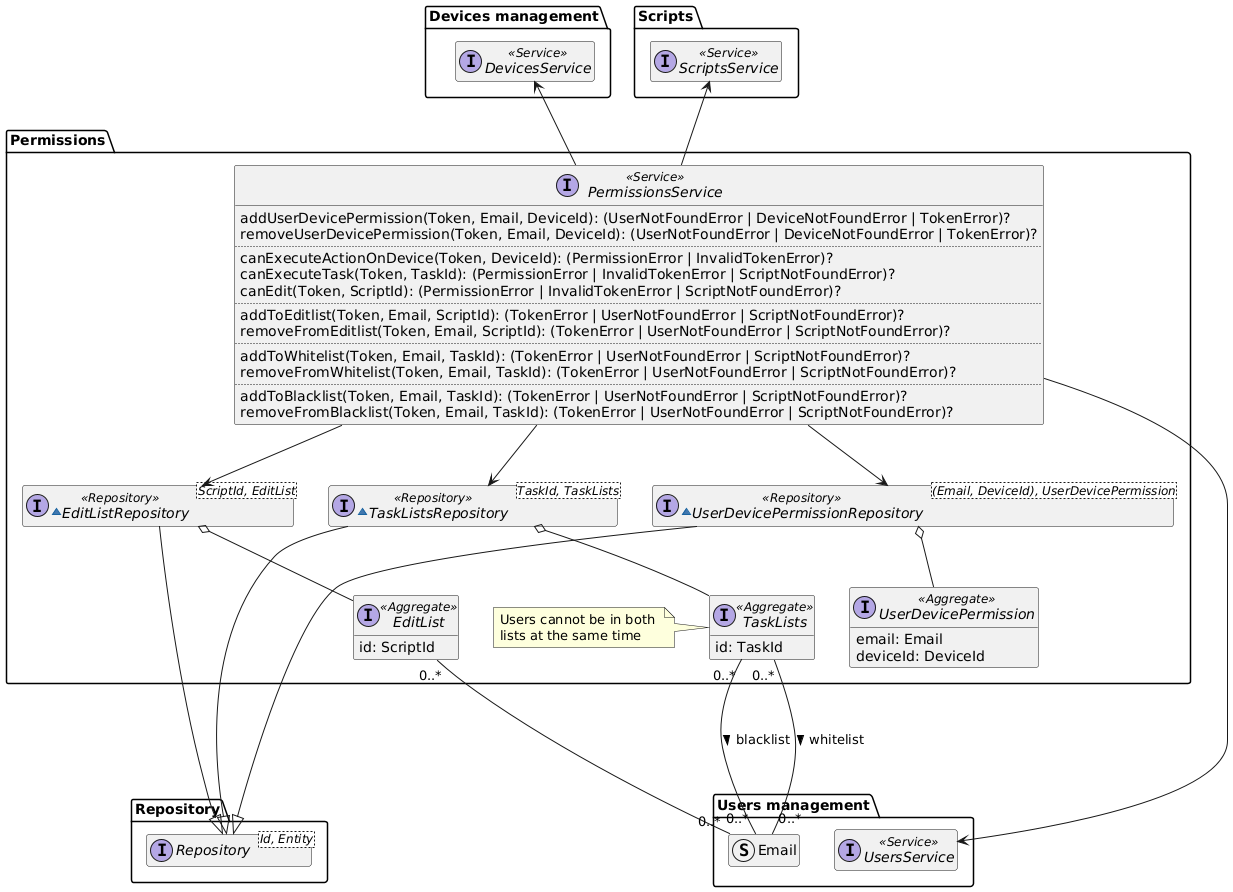 Devices management
Scripts
«Service»
DevicesService
«Service»
ScriptsService
Permissions
«Service»
PermissionsService
addUserDevicePermission(Token, Email, DeviceId): (UserNotFoundError | DeviceNotFoundError | TokenError)?
removeUserDevicePermission(Token, Email, DeviceId): (UserNotFoundError | DeviceNotFoundError | TokenError)?
canExecuteActionOnDevice(Token, DeviceId): (PermissionError | InvalidTokenError)?
canExecuteTask(Token, TaskId): (PermissionError | InvalidTokenError | ScriptNotFoundError)?
canEdit(Token, ScriptId): (PermissionError | InvalidTokenError | ScriptNotFoundError)?
addToEditlist(Token, Email, ScriptId): (TokenError | UserNotFoundError | ScriptNotFoundError)?
removeFromEditlist(Token, Email, ScriptId): (TokenError | UserNotFoundError | ScriptNotFoundError)?
addToWhitelist(Token, Email, TaskId): (TokenError | UserNotFoundError | ScriptNotFoundError)?
removeFromWhitelist(Token, Email, TaskId): (TokenError | UserNotFoundError | ScriptNotFoundError)?
addToBlacklist(Token, Email, TaskId): (TokenError | UserNotFoundError | ScriptNotFoundError)?
removeFromBlacklist(Token, Email, TaskId): (TokenError | UserNotFoundError | ScriptNotFoundError)?
ScriptId, EditList
«Repository»
EditListRepository
TaskId, TaskLists
«Repository»
TaskListsRepository
(Email, DeviceId), UserDevicePermission
«Repository»
UserDevicePermissionRepository
«Aggregate»
EditList
id: ScriptId
Users cannot be in both
lists at the same time
«Aggregate»
TaskLists
id: TaskId
«Aggregate»
UserDevicePermission
email: Email
deviceId: DeviceId
0..*
0..*
0..*
blacklist
whitelist
Repository
Id, Entity
Repository
Users management
0..*
0..*
0..*
Email
«Service»
UsersService
I
I
I
I
I
I
I
I
I
I
S
I